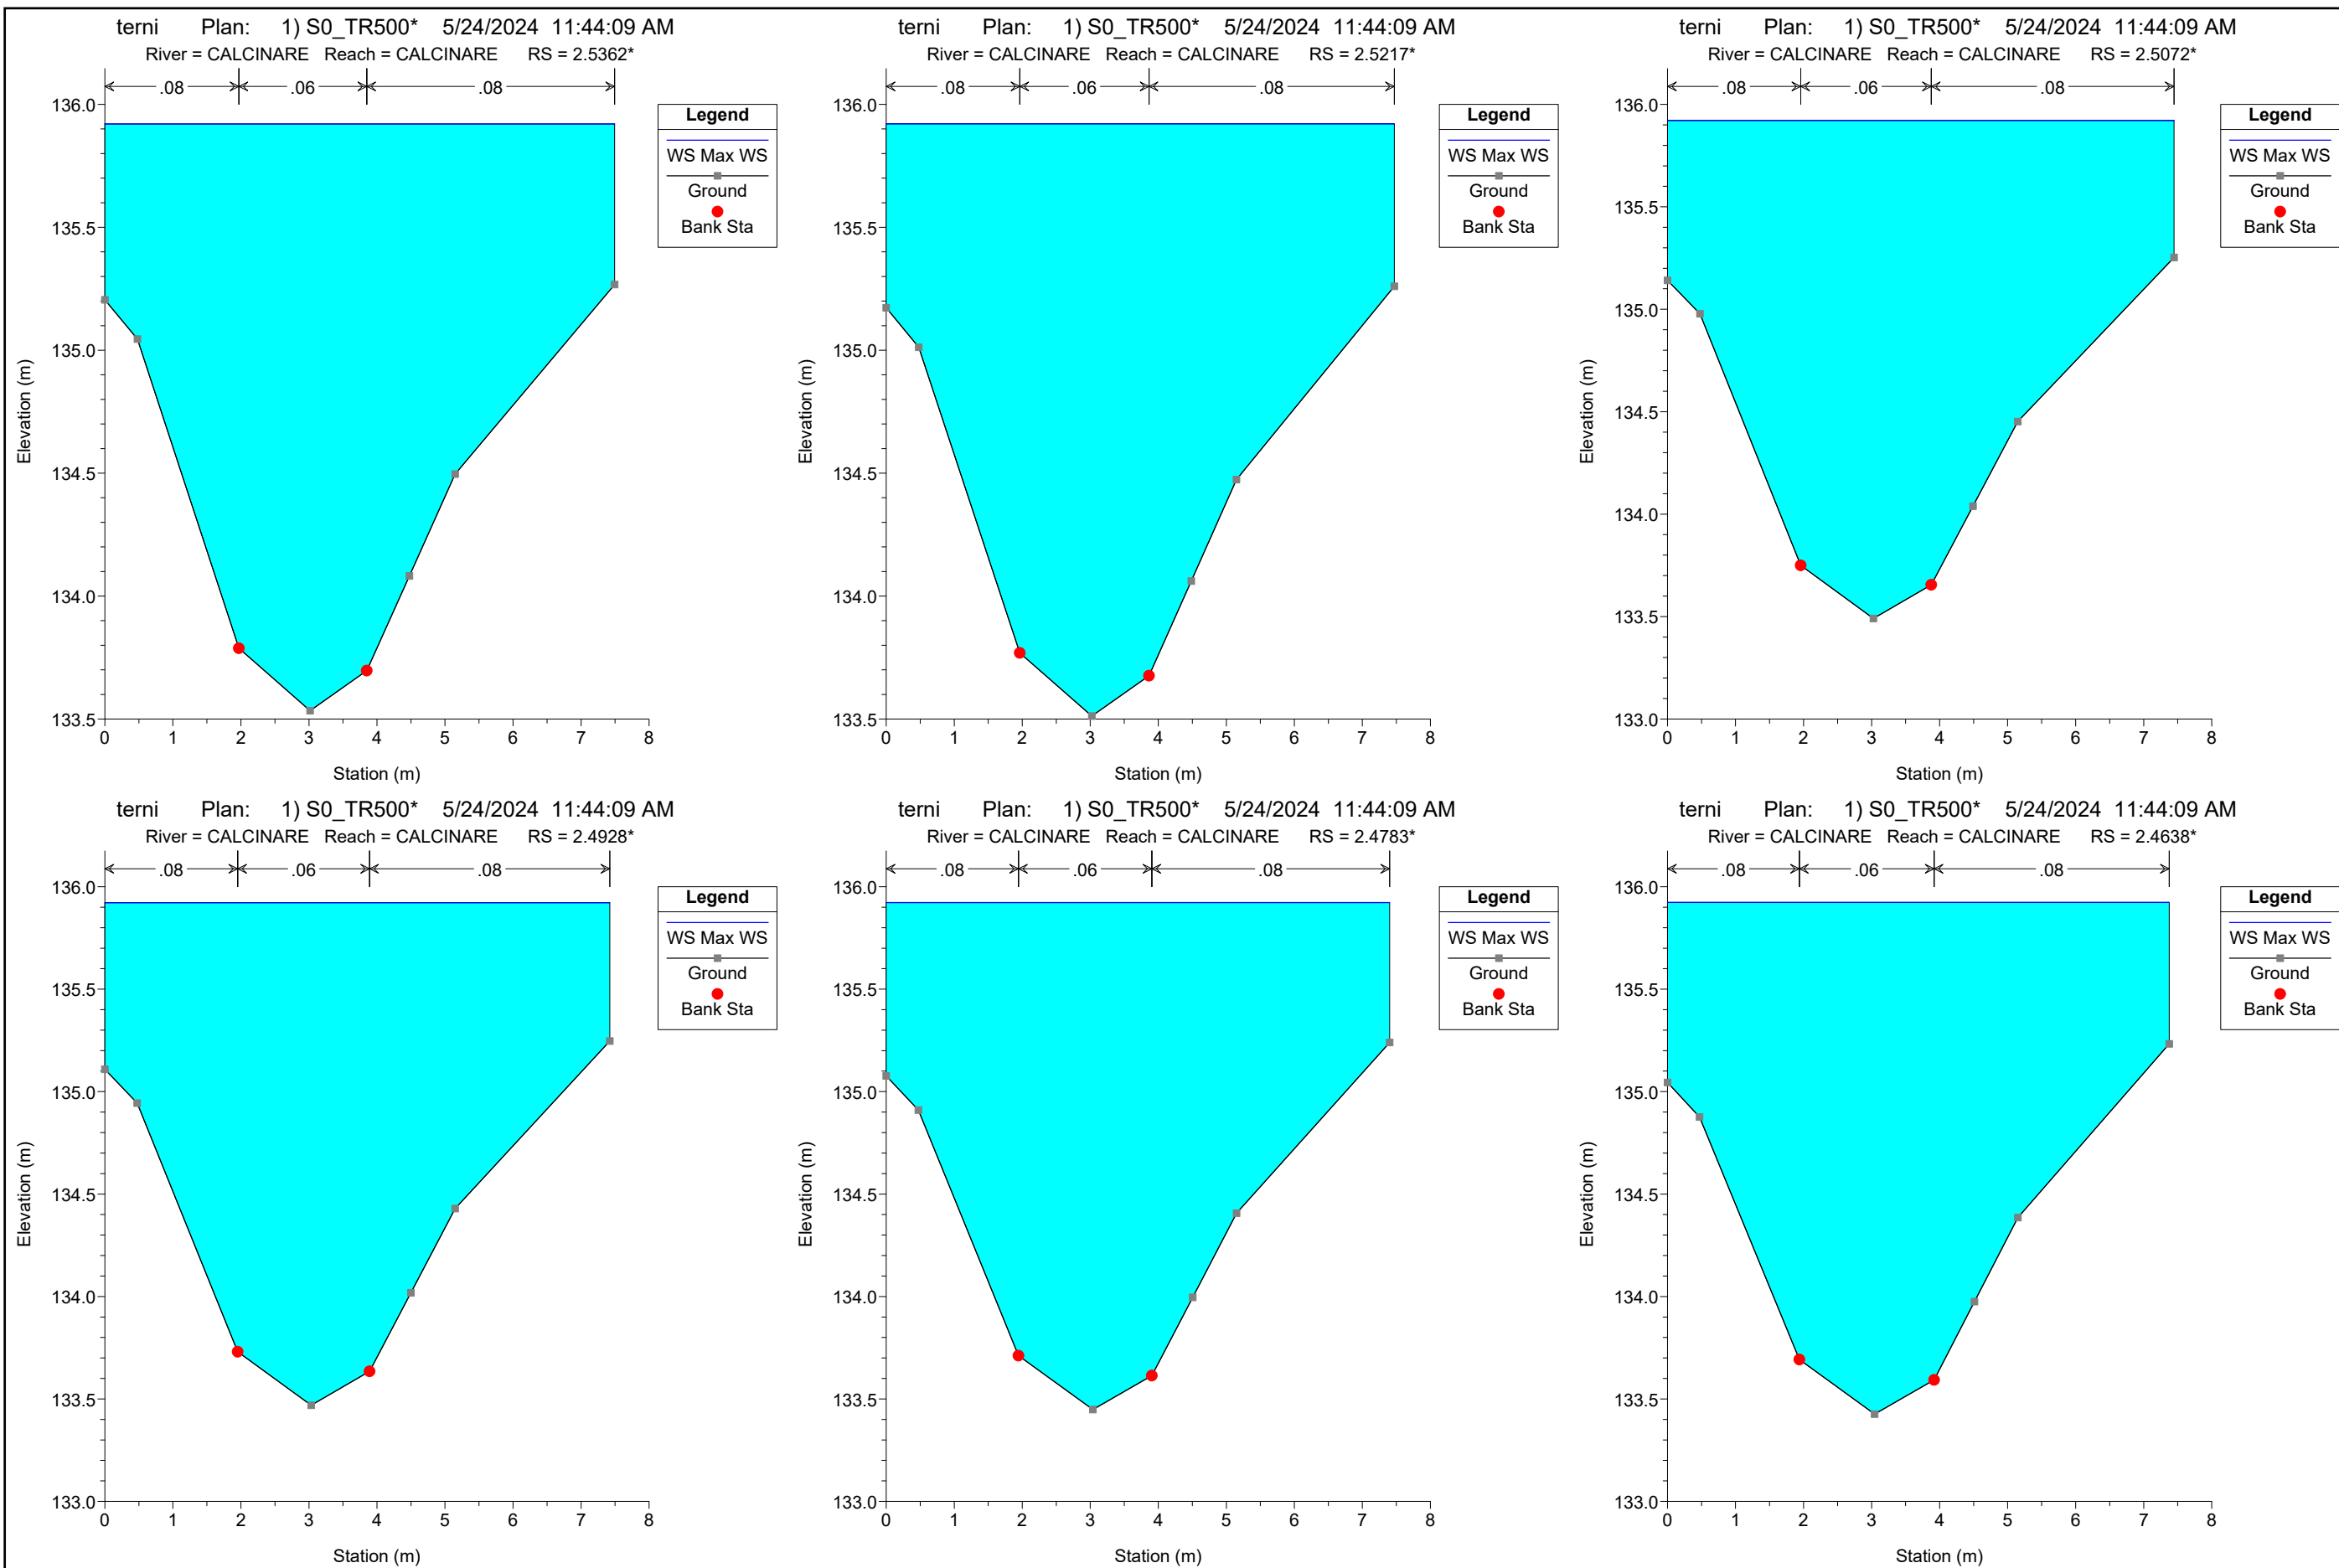 terni Plan: 1) S0_TR500* 5/24/2024 11:44:09 AM
River = CALCINARE Reach = CALCINARE RS = 2.5362*
.08 .06 .08
136.0
135.5
135.0
134.5
134.0
133.5
0 1 2 3 4 5 6 7 8
Station (m)
Elevation (m)
Legend
WS Max WS
Ground
Bank Sta
terni Plan: 1) S0_TR500* 5/24/2024 11:44:09 AM
River = CALCINARE Reach = CALCINARE RS = 2.5217*
.08 .06 .08
136.0
135.5
135.0
134.5
134.0
133.5
0 1 2 3 4 5 6 7 8
Station (m)
Elevation (m)
Legend
WS Max WS
Ground
Bank Sta
terni Plan: 1) S0_TR500* 5/24/2024 11:44:09 AM
River = CALCINARE Reach = CALCINARE RS = 2.5072*
.08 .06 .08
136.0
135.5
135.0
134.5
134.0
133.5
133.0
0 1 2 3 4 5 6 7 8
Station (m)
Elevation (m)
Legend
WS Max WS
Ground
Bank Sta
terni Plan: 1) S0_TR500* 5/24/2024 11:44:09 AM
River = CALCINARE Reach = CALCINARE RS = 2.4928*
.08 .06 .08
136.0
135.5
135.0
134.5
134.0
133.5
133.0
0 1 2 3 4 5 6 7 8
Station (m)
Elevation (m)
Legend
WS Max WS
Ground
Bank Sta
terni Plan: 1) S0_TR500* 5/24/2024 11:44:09 AM
River = CALCINARE Reach = CALCINARE RS = 2.4783*
.08 .06 .08
136.0
135.5
135.0
134.5
134.0
133.5
133.0
0 1 2 3 4 5 6 7 8
Station (m)
Elevation (m)
Legend
WS Max WS
Ground
Bank Sta
terni Plan: 1) S0_TR500* 5/24/2024 11:44:09 AM
River = CALCINARE Reach = CALCINARE RS = 2.4638*
.08 .06 .08
136.0
135.5
135.0
134.5
134.0
133.5
133.0
0 1 2 3 4 5 6 7 8
Station (m)
Elevation (m)
Legend
WS Max WS
Ground
Bank Sta